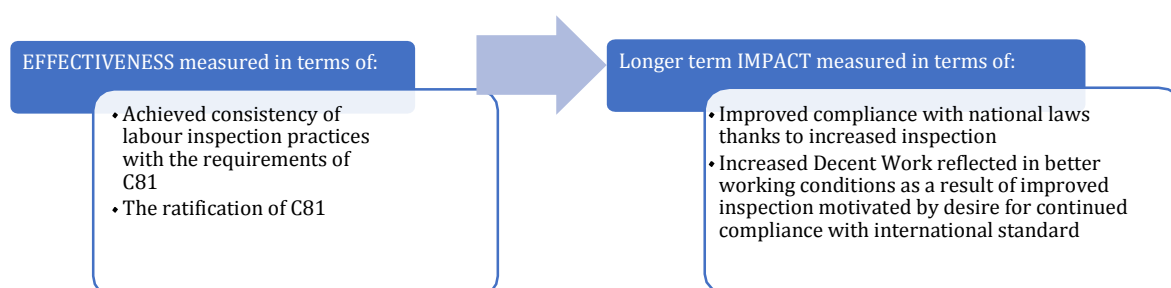 EFFECTIVENESS measured in terms of:
• Achieved consistency of
labour inspection practices
with the requirements of
C81
• The ratification of C81
Longer term IMPACT measured in terms of:
• Improved compliance with national laws
thanks to increased inspection
• Increased Decent Work reflected in better
working conditions as a result of improved
inspection motivated by desire for continued
compliance with international standard